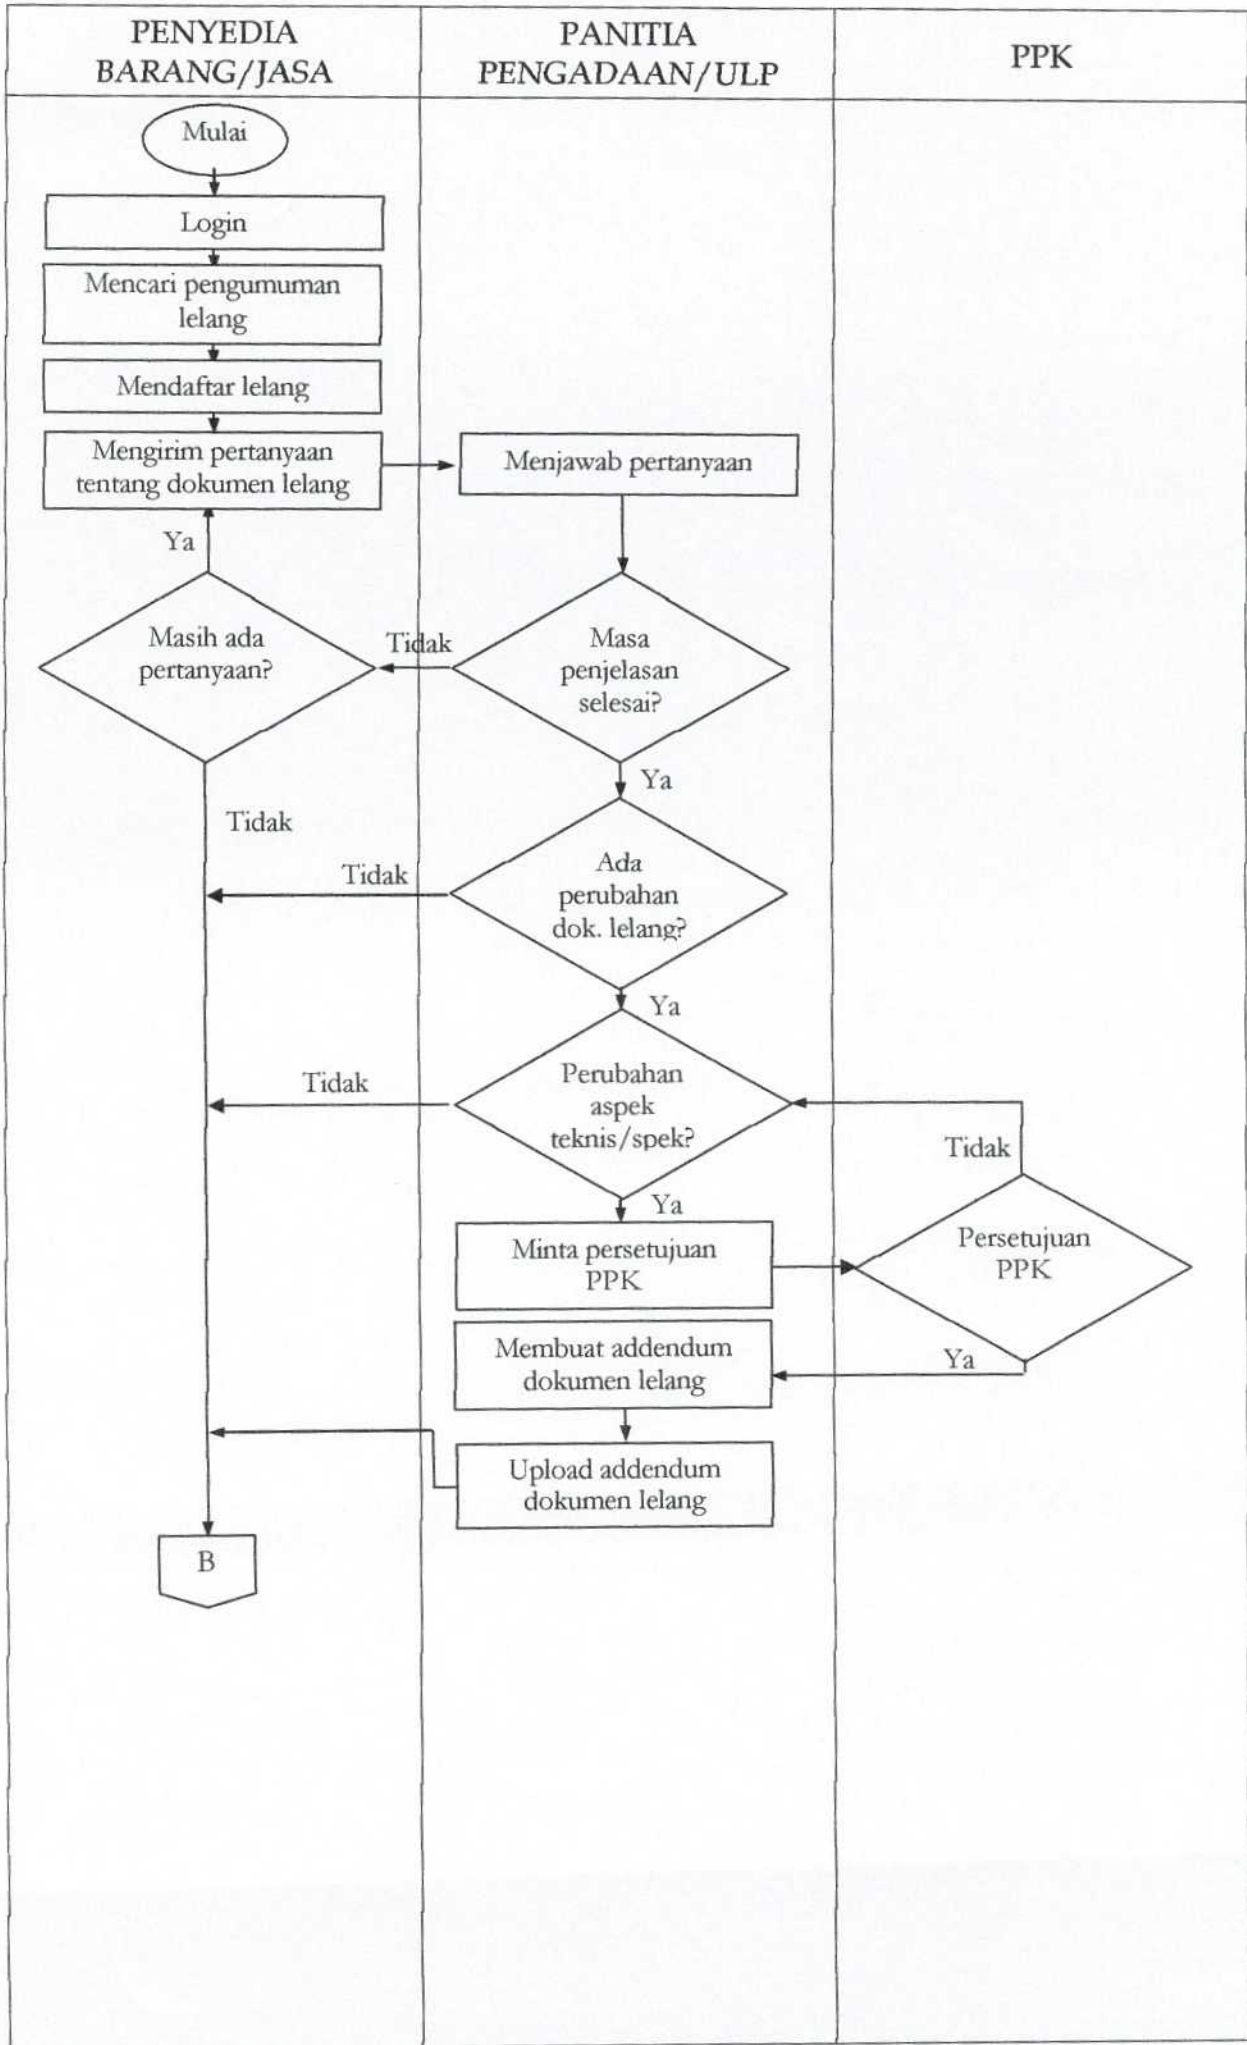 PENYEDIA
BARANG/JASA
PANITIA
PENGADAAN/ULP
PPK
Mulai
Login
Mencari pengumuman
lelang
Mendaftar lelang
Mengirim pertanyaan
tentang dokumen lelang
Menjawab pertanyaan
Ya
Masih ada
pertanyaan?
Tidak
Masa
penjelasan
selesai?
Ya
Tidak
Tidak
Ada
perubahan
dok. lelang?
Ya
Tidak
Perubahan
aspek
teknis/spek?
Tidak
Ya
Minta persetujuan
PPK
Persetujuan
PPK
Membuat addendum
dokumen lelang
Ya
Upload addendum
dokumen lelang
B